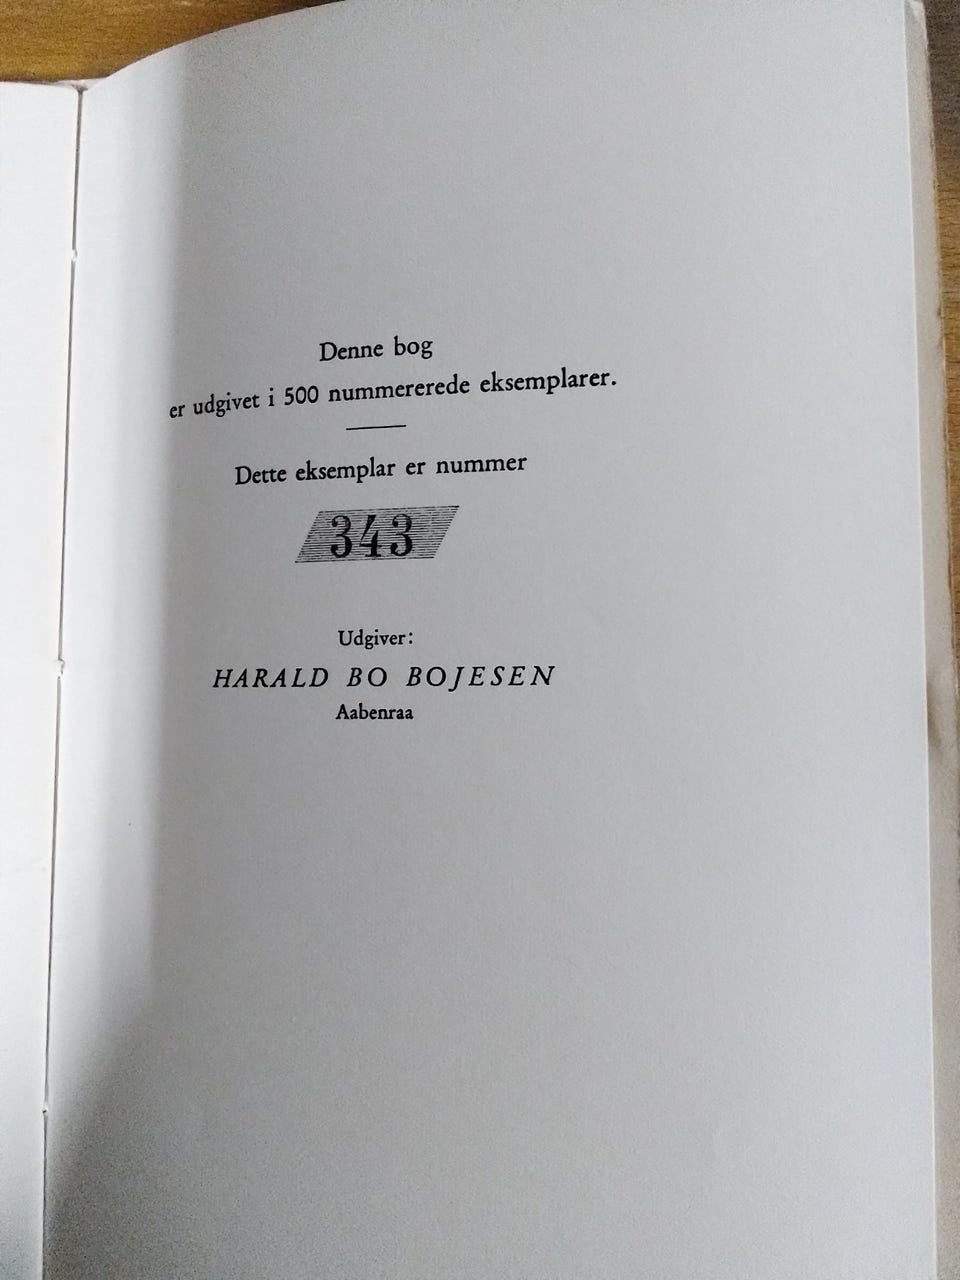 Denne bog
er udgivet i 500 nummererede eksemplarer.
Dette eksemplar er nummer
343
Udgiver:
HARALD BO BOJESEN
Aabenraa